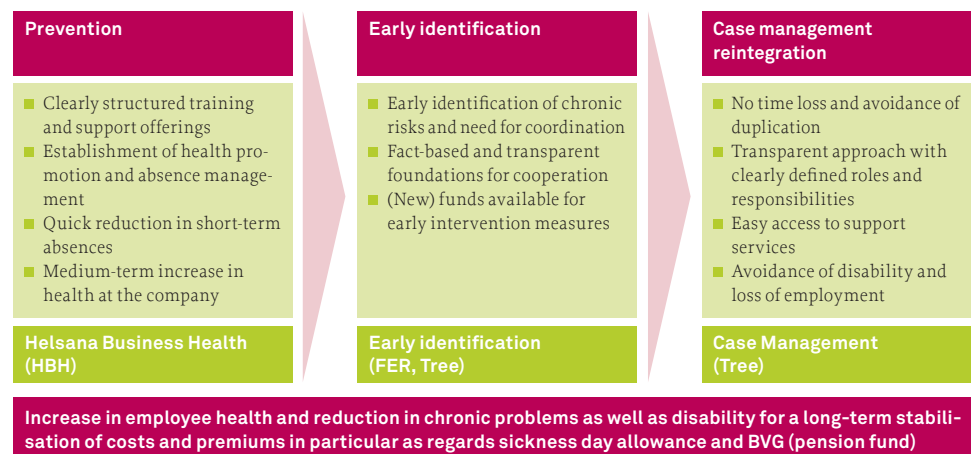 Prevention
Clearly structured training
and support offerings
Establishment of health pro-
motion and absence manage-
ment
Quick reduction in short-term
absences
Medium-term increase in
health at the company
Helsana Business Health
(HBH)
Early identification
Early identification of chronic
risks and need for coordination
Fact-based and transparent
foundations for cooperation
(New) funds available for
early intervention measures
Early identification
(FER, Tree)
Case management
reintegration
No time loss and avoidance of
duplication
Transparent approach with
clearly defined roles and
responsibilities
Easy access to support
services
Avoidance of disability and
loss of employment
Case Management
(Tree)
Increase in employee health and reduction in chronic problems as well as disability for a long-term stabili-
sation of costs and premiums in particular as regards sickness day allowance and BVG (pension fund)